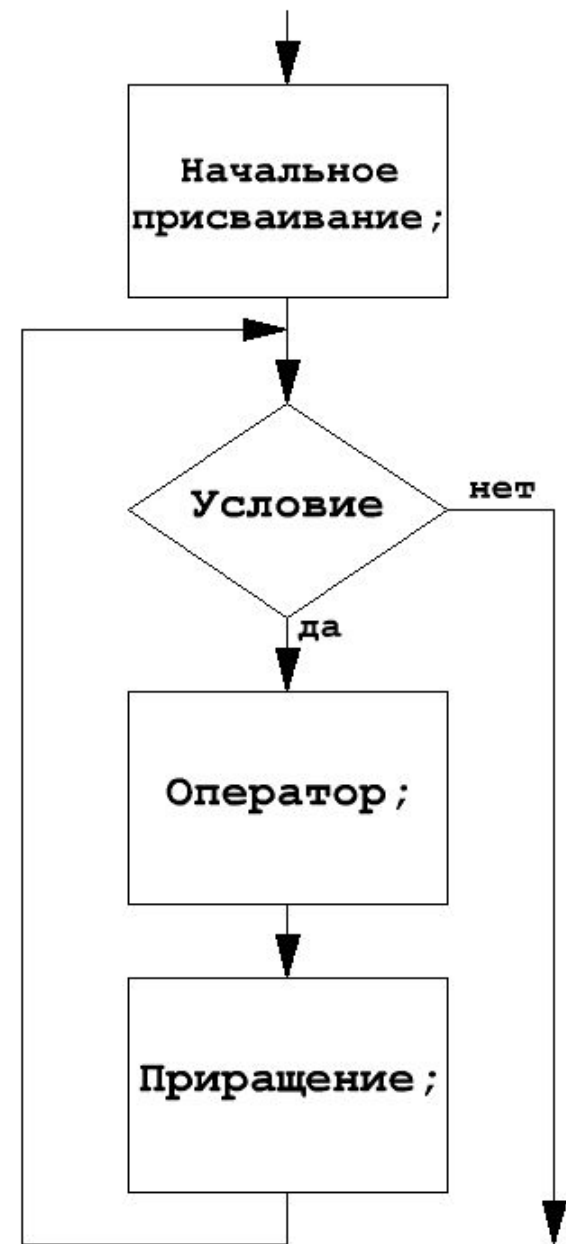 Начальное
присваивание;
Условие
нет
да
Оператор;
Приращение;